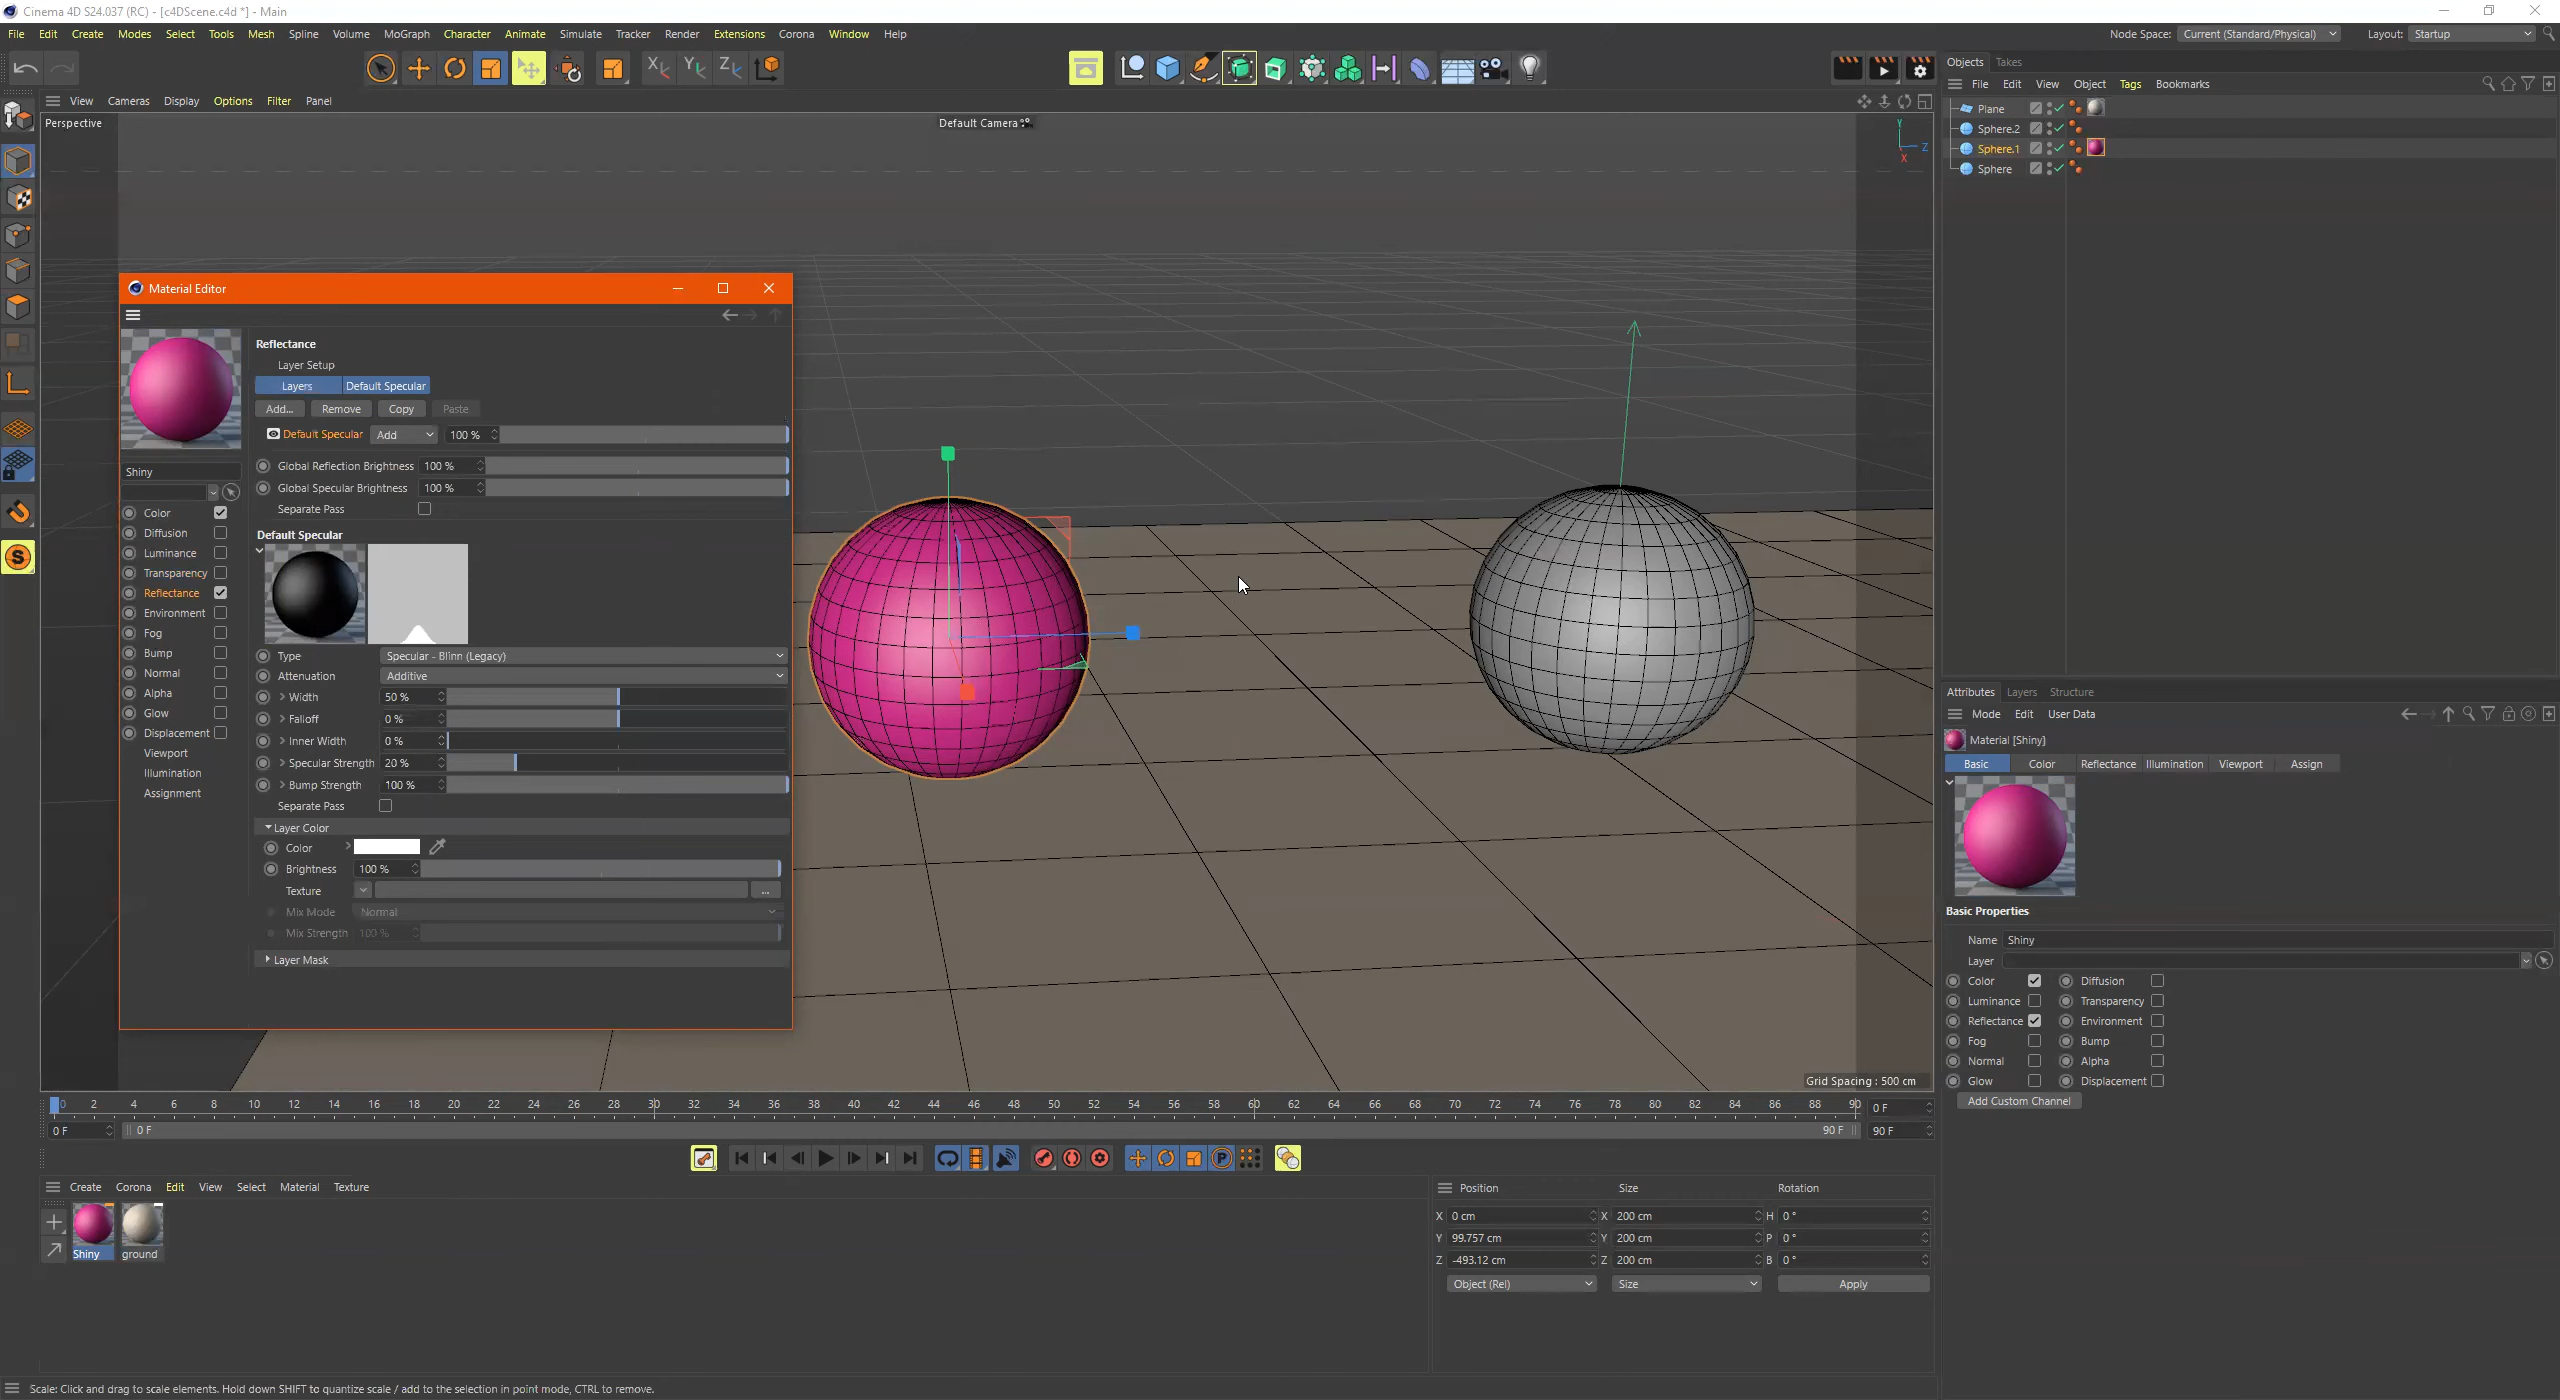 Cinema 4D S24.037 (RC) - [c4DScene.c4d *] - Main
File Edit Create Modes Select Tools Mesh Spline Volume MoGraph Character Animate Simulate Tracker Render Extensions Corona Window Help
Node Space: Current (Standard/Physical) Layout: Startup
Objects Takes
File Edit View Object Tags Bookmarks
View Cameras Display Options Filter Panel
Perspective
Default Camera
Y
Z
X
Plane
Sphere.2
Sphere.1
Sphere
Material Editor
Reflectance
Layer Setup
Layers Default Specular
Add... Remove Copy Paste
Default Specular Add 100 %
Global Reflection Brightness 100 %
Global Specular Brightness 100 %
Separate Pass
Shiny
Color
Diffusion
Luminance
Transparency
Reflectance
Environment
Fog
Bump
Normal
Alpha
Glow
Displacement
Viewport
Illumination
Assignment
Default Specular
Type Specular - Blinn (Legacy)
Attenuation Additive
Width 50 %
Falloff 0 %
Inner Width 0 %
Specular Strength 20 %
Bump Strength 100 %
Separate Pass
Layer Color
Color
Brightness 100 %
Texture ...
Mix Mode Normal
Mix Strength 100 %
Layer Mask
Grid Spacing : 500 cm
Attributes Layers Structure
Mode Edit User Data
Material [Shiny]
Basic Color Reflectance Illumination Viewport Assign
Basic Properties
Name Shiny
Layer
Color Diffusion
Luminance Transparency
Reflectance Environment
Fog Bump
Normal Alpha
Glow Displacement
Add Custom Channel
0 2 4 6 8 10 12 14 16 18 20 22 24 26 28 30 32 34 36 38 40 42 44 46 48 50 52 54 56 58 60 62 64 66 68 70 72 74 76 78 80 82 84 86 88 90 0 F
0 F 0 F 90 F 90 F
Create Corona Edit View Select Material Texture
Shiny ground
Position Size Rotation
X 0 cm X 200 cm H 0 °
Y 99.757 cm Y 200 cm P 0 °
Z -493.12 cm Z 200 cm B 0 °
Object (Rel) Size Apply
Scale: Click and drag to scale elements. Hold down SHIFT to quantize scale / add to the selection in point mode, CTRL to remove.